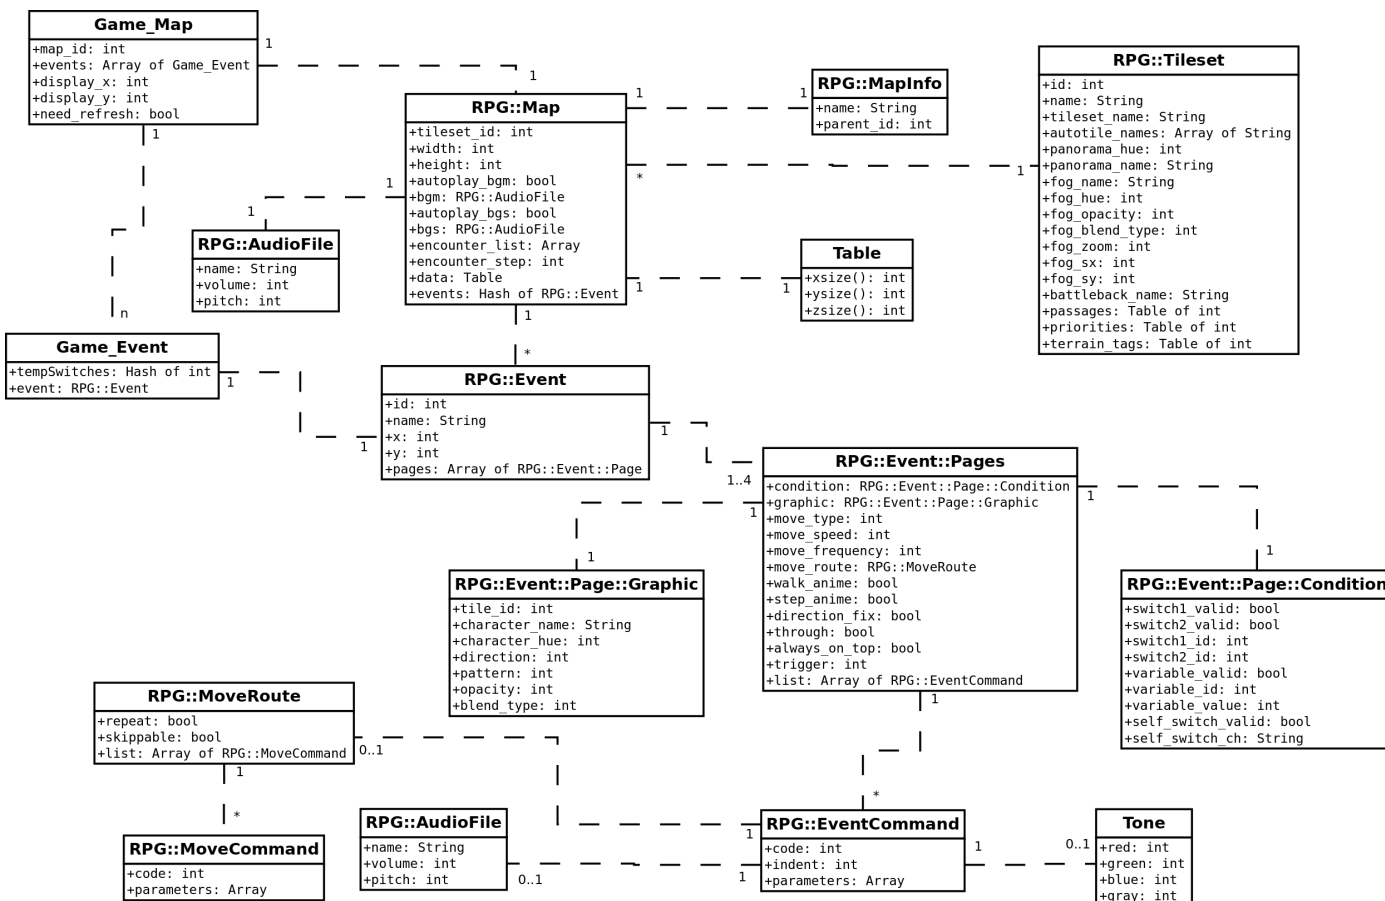 Game_Map
+map_id: int
+events: Array of Game_Event
+display_x: int
+display_y: int
+need_refresh: bool
1
1
1
n
RPG::Map
+tileset_id: int
+width: int
+height: int
+autoplay_bgm: bool
+bgm: RPG::AudioFile
+autoplay_bgs: bool
+bgs: RPG::AudioFile
+encounter_list: Array
+encounter_step: int
+data: Table
+events: Hash of RPG::Event
1
1
RPG::MapInfo
+name: String
+parent_id: int
*
1
RPG::Tileset
+id: int
+name: String
+tileset_name: String
+autotile_names: Array of String
+panorama_hue: int
+panorama_name: String
+fog_name: String
+fog_hue: int
+fog_opacity: int
+fog_blend_type: int
+fog_zoom: int
+fog_sx: int
+fog_sy: int
+battleback_name: String
+passages: Table of int
+priorities: Table of int
+terrain_tags: Table of int
1
1
RPG::AudioFile
+name: String
+volume: int
+pitch: int
1
1
Table
+xsize(): int
+ysize(): int
+zsize(): int
1
*
Game_Event
+tempSwitches: Hash of int
+event: RPG::Event
1
1
RPG::Event
+id: int
+name: String
+x: int
+y: int
+pages: Array of RPG::Event::Page
1
1..4
RPG::Event::Pages
+condition: RPG::Event::Page::Condition
+graphic: RPG::Event::Page::Graphic
+move_type: int
+move_speed: int
+move_frequency: int
+move_route: RPG::MoveRoute
+walk_anime: bool
+step_anime: bool
+direction_fix: bool
+through: bool
+always_on_top: bool
+trigger: int
+list: Array of RPG::EventCommand
1
1
RPG::Event::Page::Graphic
+tile_id: int
+character_name: String
+character_hue: int
+direction: int
+pattern: int
+opacity: int
+blend_type: int
1
1
RPG::Event::Page::Condition
+switch1_valid: bool
+switch2_valid: bool
+switch1_id: int
+switch2_id: int
+variable_valid: bool
+variable_id: int
+variable_value: int
+self_switch_valid: bool
+self_switch_ch: String
1
*
RPG::MoveRoute
+repeat: bool
+skippable: bool
+list: Array of RPG::MoveCommand
0..1
1
1
*
RPG::MoveCommand
+code: int
+parameters: Array
RPG::AudioFile
+name: String
+volume: int
+pitch: int
0..1
1
RPG::EventCommand
+code: int
+indent: int
+parameters: Array
1
0..1
Tone
+red: int
+green: int
+blue: int
+gray: int